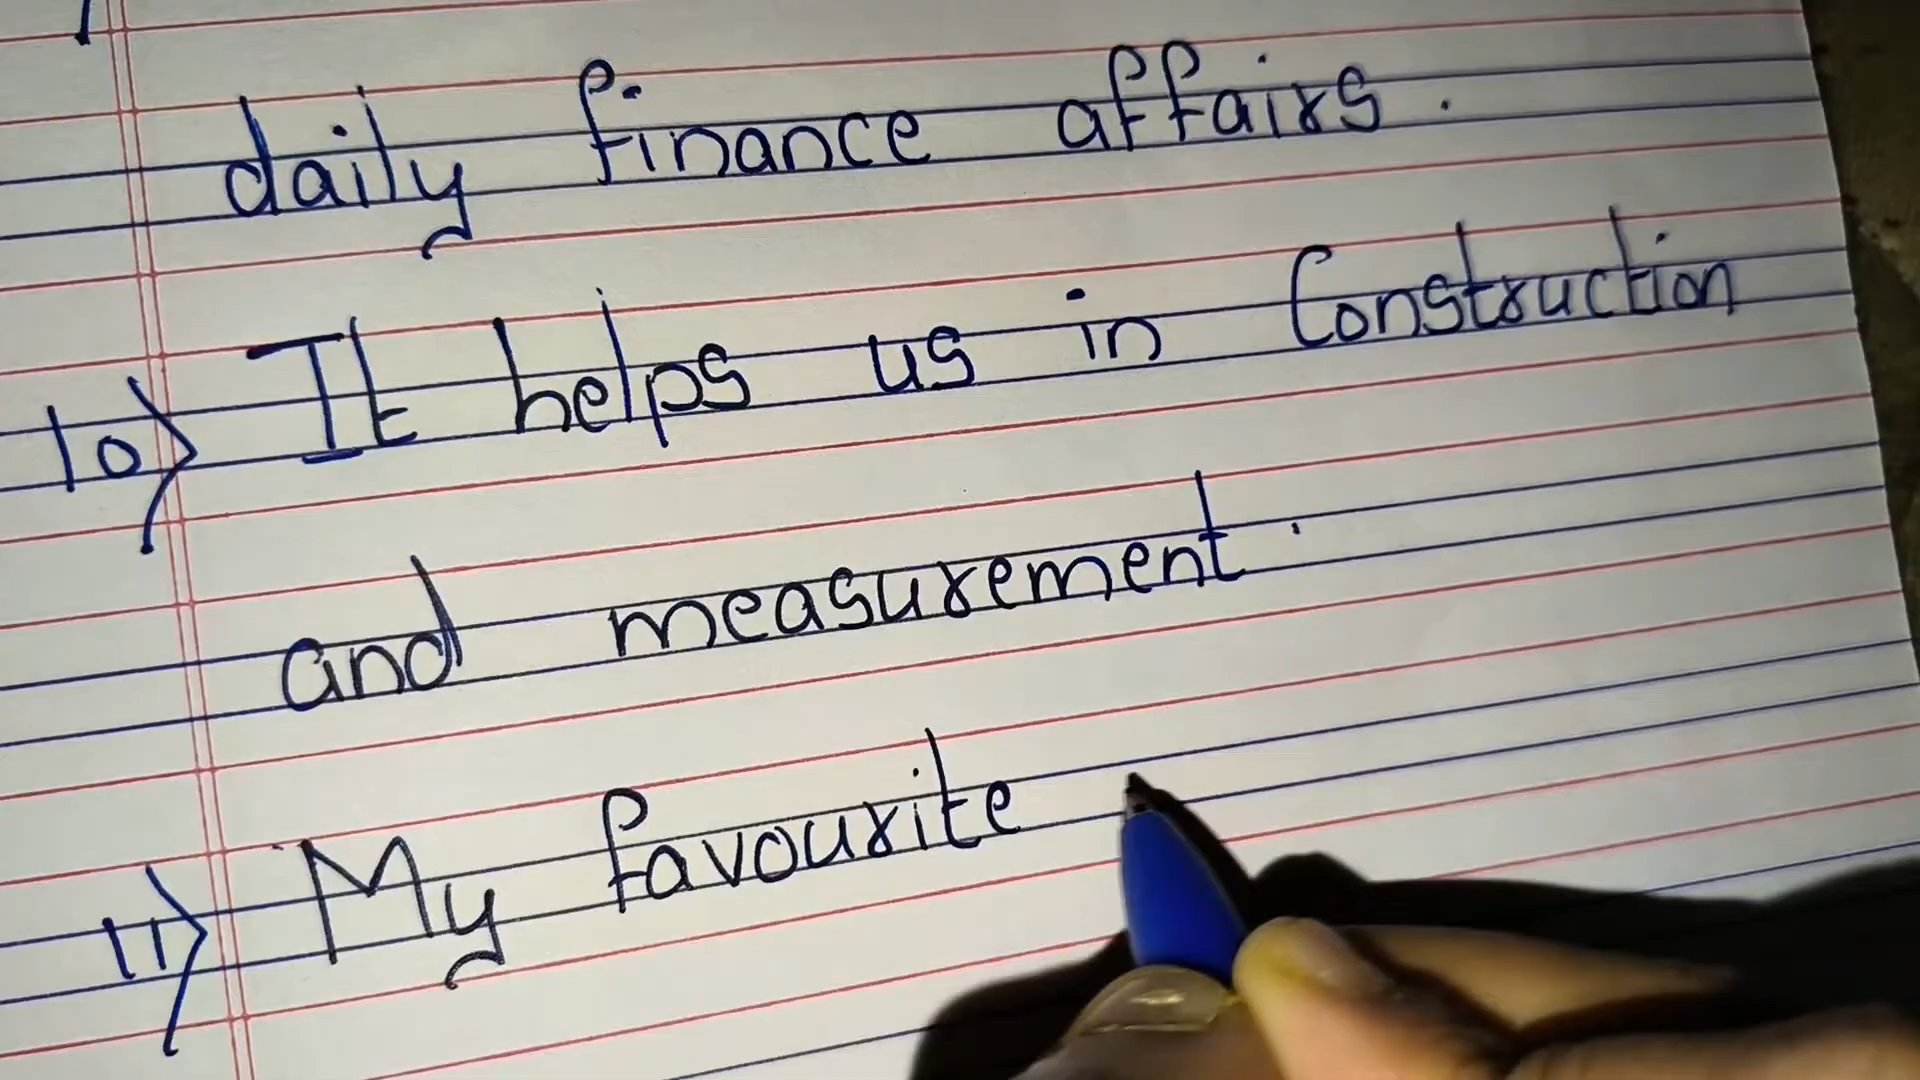 daily finance affairs.
10) It helps us in Construction
and measurement.
11) My favourite